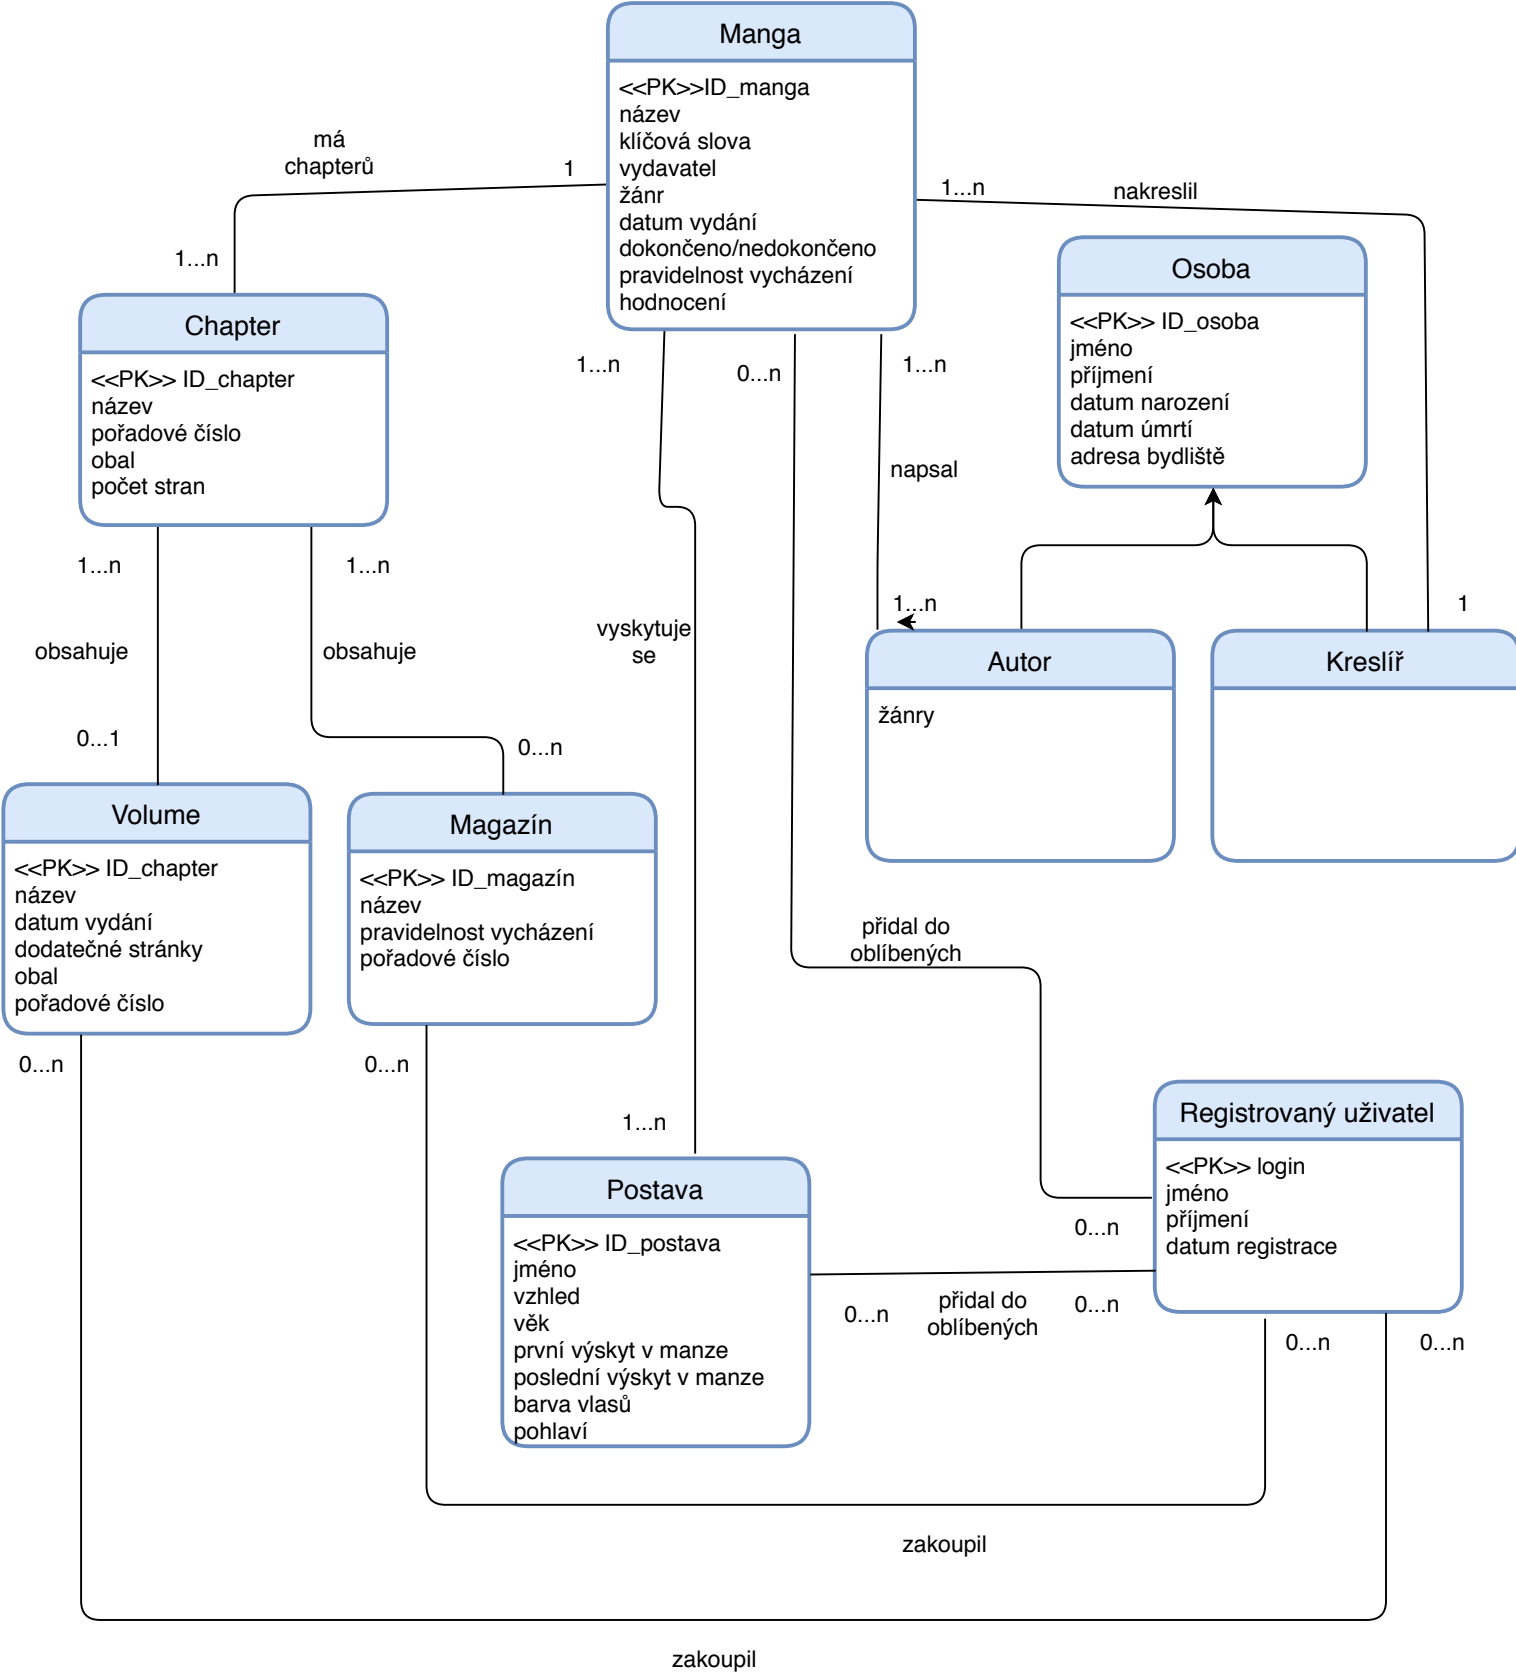 Manga
<<PK>>ID_manga
název
klíčová slova
vydavatel
žánr
datum vydání
dokončeno/nedokončeno
pravidelnost vycházení
hodnocení
má
chapterů
1
1...n
1...n
nakreslil
Osoba
<<PK>> ID_osoba
jméno
příjmení
datum narození
datum úmrtí
adresa bydliště
Chapter
<<PK>> ID_chapter
název
pořadové číslo
obal
počet stran
1...n
0...n
1...n
napsal
1...n
1
1...n
obsahuje
0...1
1...n
obsahuje
0...n
vyskytuje
se
Autor
žánry
Kreslíř
Volume
<<PK>> ID_chapter
název
datum vydání
dodatečné stránky
obal
pořadové číslo
Magazín
<<PK>> ID_magazín
název
pravidelnost vycházení
pořadové číslo
přidal do
oblíbených
0...n
0...n
1...n
Registrovaný uživatel
<<PK>> login
jméno
příjmení
datum registrace
Postava
<<PK>> ID_postava
jméno
vzhled
věk
první výskyt v manze
poslední výskyt v manze
barva vlasů
pohlaví
0...n
0...n
přidal do
oblíbených
0...n
0...n
0...n
zakoupil
zakoupil